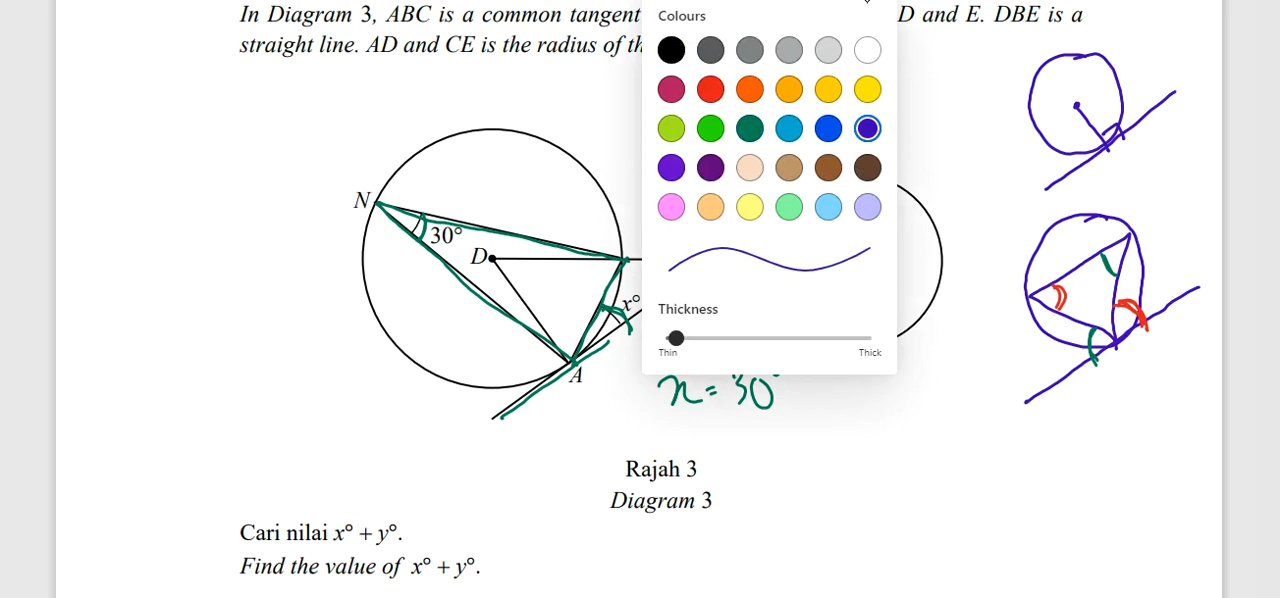 In Diagram 3, ABC is a common tangent
D and E. DBE is a
straight line. AD and CE is the radius of th
Colours
N
30°
D
x°
A
Thickness
Thin
Thick
x = 30°
Rajah 3
Diagram 3
Cari nilai x° + y°.
Find the value of x° + y°.